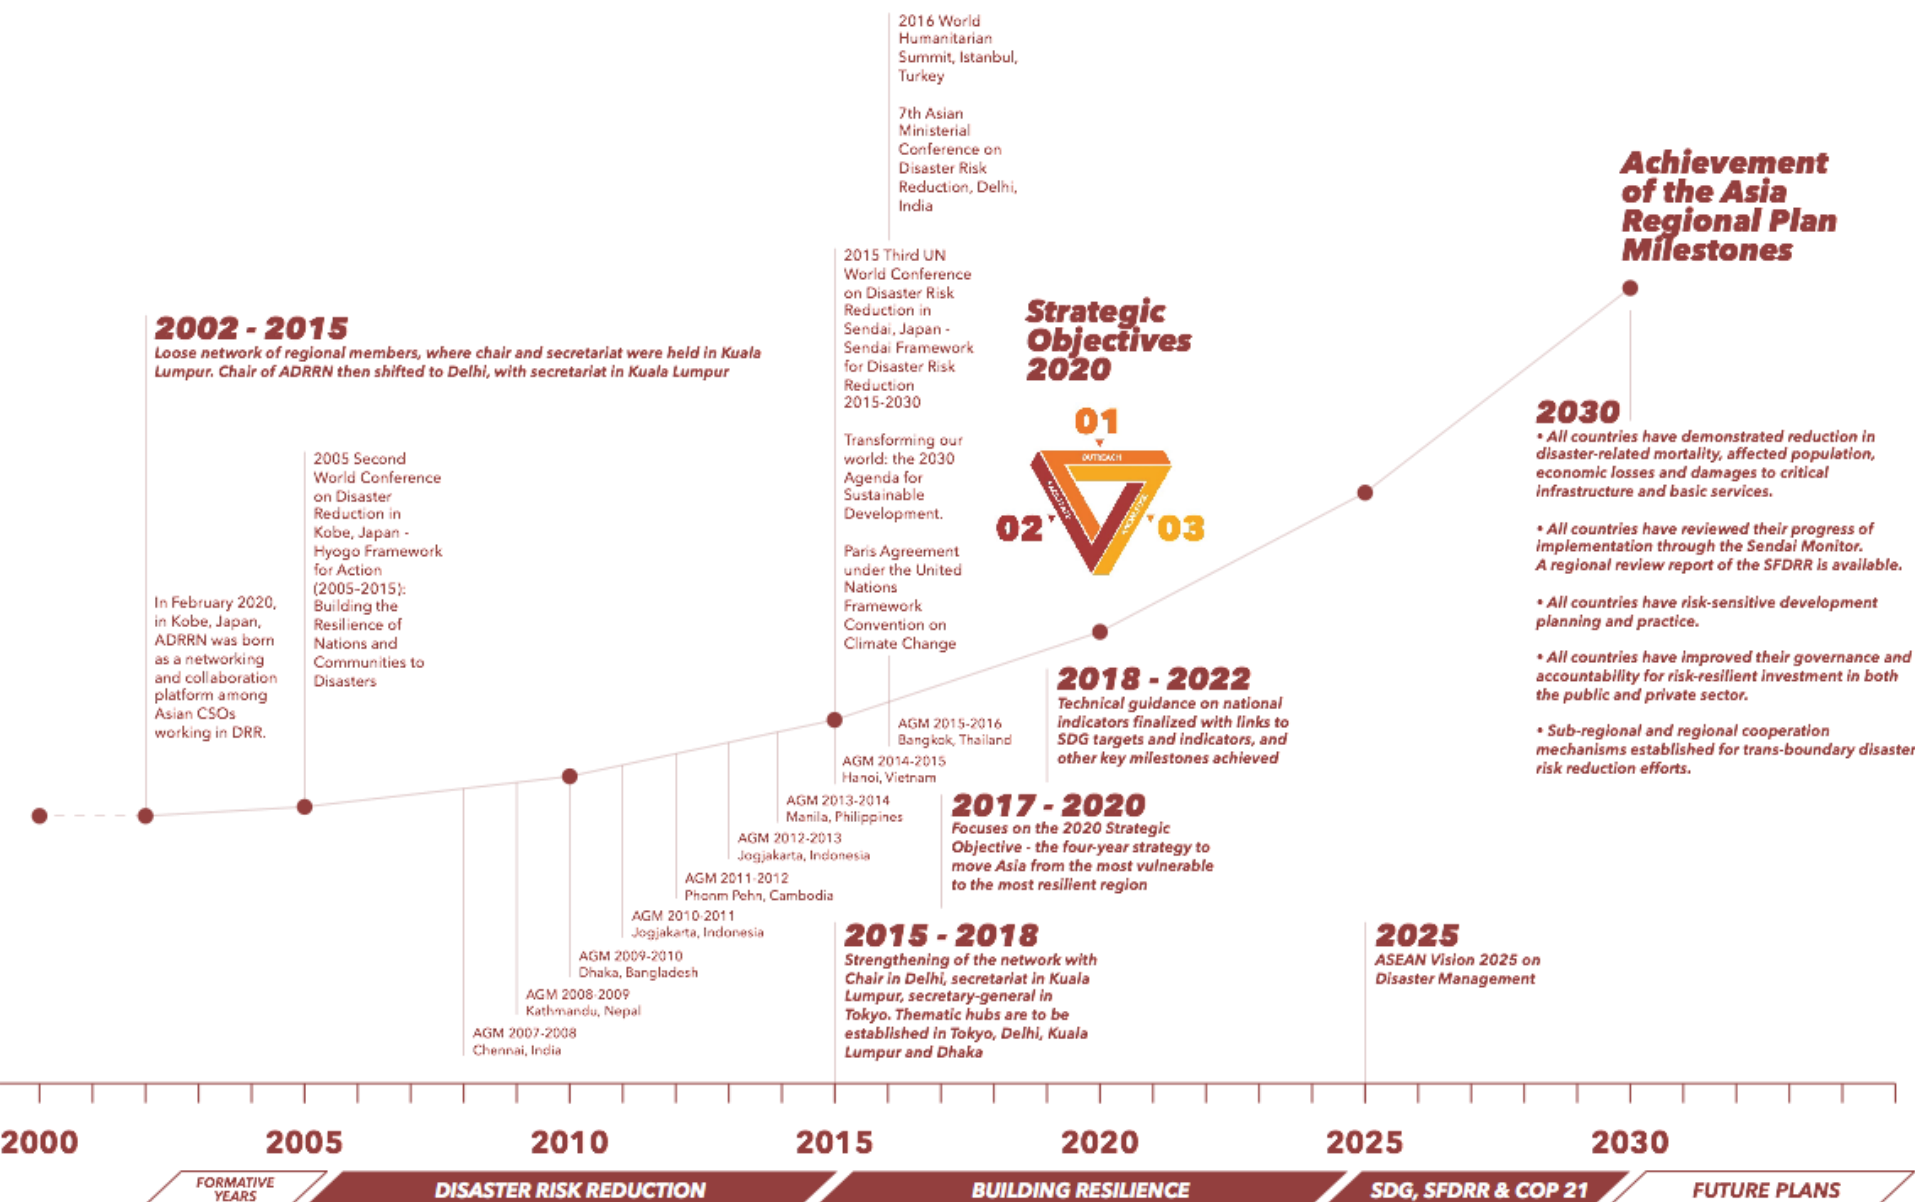 2016 World
Humanitarian
Summit, Istanbul,
Turkey
7th Asian
Ministerial
Conference on
Disaster Risk
Reduction, Delhi,
India
2015 Third UN
World Conference
on Disaster Risk
Reduction in
Sendai, Japan -
Sendai Framework
for Disaster Risk
Reduction
2015-2030
Transforming our
world: the 2030
Agenda for
Sustainable
Development.
Paris Agreement
under the United
Nations
Framework
Convention on
Climate Change
Achievement
of the Asia
Regional Plan
Milestones
Strategic
Objectives
2020
01
OUTREACH
02
03
2002 - 2015
Loose network of regional members, where chair and secretariat were held in Kuala
Lumpur. Chair of ADRRN then shifted to Delhi, with secretariat in Kuala Lumpur
2005 Second
World Conference
on Disaster
Reduction in
Kobe, Japan -
Hyogo Framework
for Action
(2005-2015):
Building the
Resilience of
Nations and
Communities to
Disasters
In February 2020,
in Kobe, Japan,
ADRRN was born
as a networking
and collaboration
platform among
Asian CSOs
working in DRR.
2030
• All countries have demonstrated reduction in
disaster-related mortality, affected population,
economic losses and damages to critical
infrastructure and basic services.
• All countries have reviewed their progress of
implementation through the Sendai Monitor.
A regional review report of the SFDRR is available.
• All countries have risk-sensitive development
planning and practice.
• All countries have improved their governance and
accountability for risk-resilient investment in both
the public and private sector.
• Sub-regional and regional cooperation
mechanisms established for trans-boundary disaster
risk reduction efforts.
2018 - 2022
Technical guidance on national
indicators finalized with links to
SDG targets and indicators, and
other key milestones achieved
AGM 2015-2016
Bangkok, Thailand
AGM 2014-2015
Hanoi, Vietnam
AGM 2013-2014
Manila, Philippines
AGM 2012-2013
Jogjakarta, Indonesia
AGM 2011-2012
Phonm Pehn, Cambodia
AGM 2010-2011
Jogjakarta, Indonesia
AGM 2009-2010
Dhaka, Bangladesh
AGM 2008-2009
Kathmandu, Nepal
AGM 2007-2008
Chennai, India
2017 - 2020
Focuses on the 2020 Strategic
Objective - the four-year strategy to
move Asia from the most vulnerable
to the most resilient region
2015 - 2018
Strengthening of the network with
Chair in Delhi, secretariat in Kuala
Lumpur, secretary-general in
Tokyo. Thematic hubs are to be
established in Tokyo, Delhi, Kuala
Lumpur and Dhaka
2025
ASEAN Vision 2025 on
Disaster Management
2000 2005 2010 2015 2020 2025 2030
FORMATIVE
YEARS
DISASTER RISK REDUCTION
BUILDING RESILIENCE
SDG, SFDRR & COP 21
FUTURE PLANS